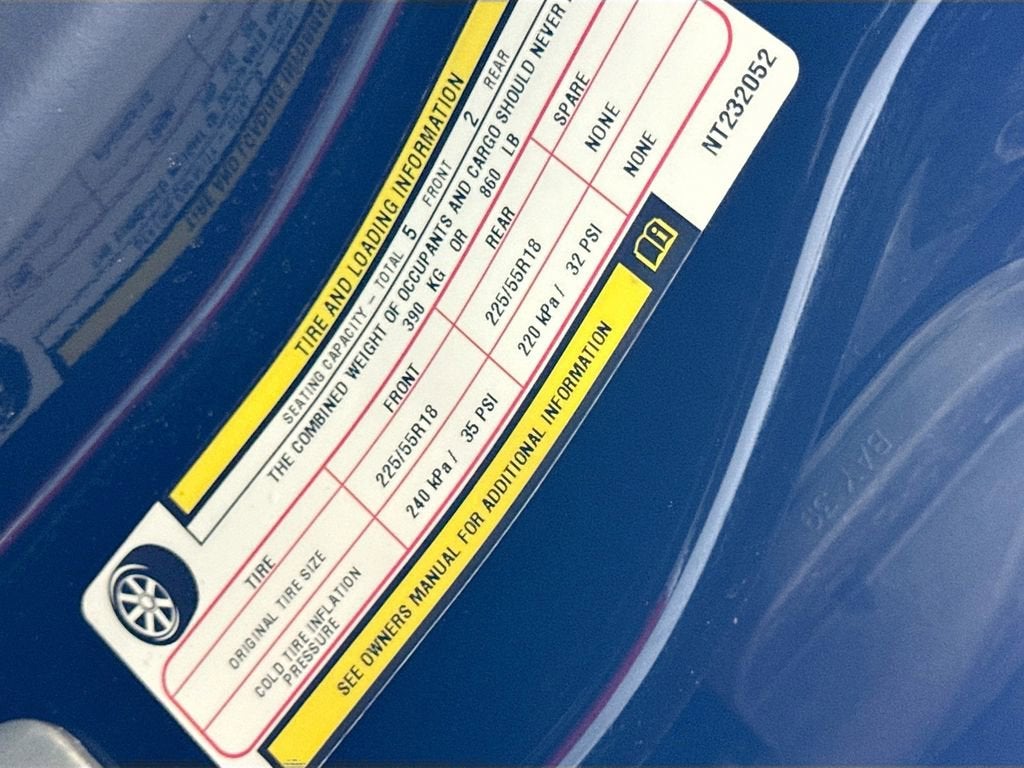 TIRE AND LOADING INFORMATION
SEATING CAPACITY – TOTAL 5 FRONT 2 REAR
THE COMBINED WEIGHT OF OCCUPANTS AND CARGO SHOULD NEVER
390 KG OR 860 LB
TIRE FRONT REAR SPARE
ORIGINAL TIRE SIZE 225/55R18 225/55R18 NONE
COLD TIRE INFLATION PRESSURE 240 kPa / 35 PSI 220 kPa / 32 PSI NONE
SEE OWNERS MANUAL FOR ADDITIONAL INFORMATION
NT232052